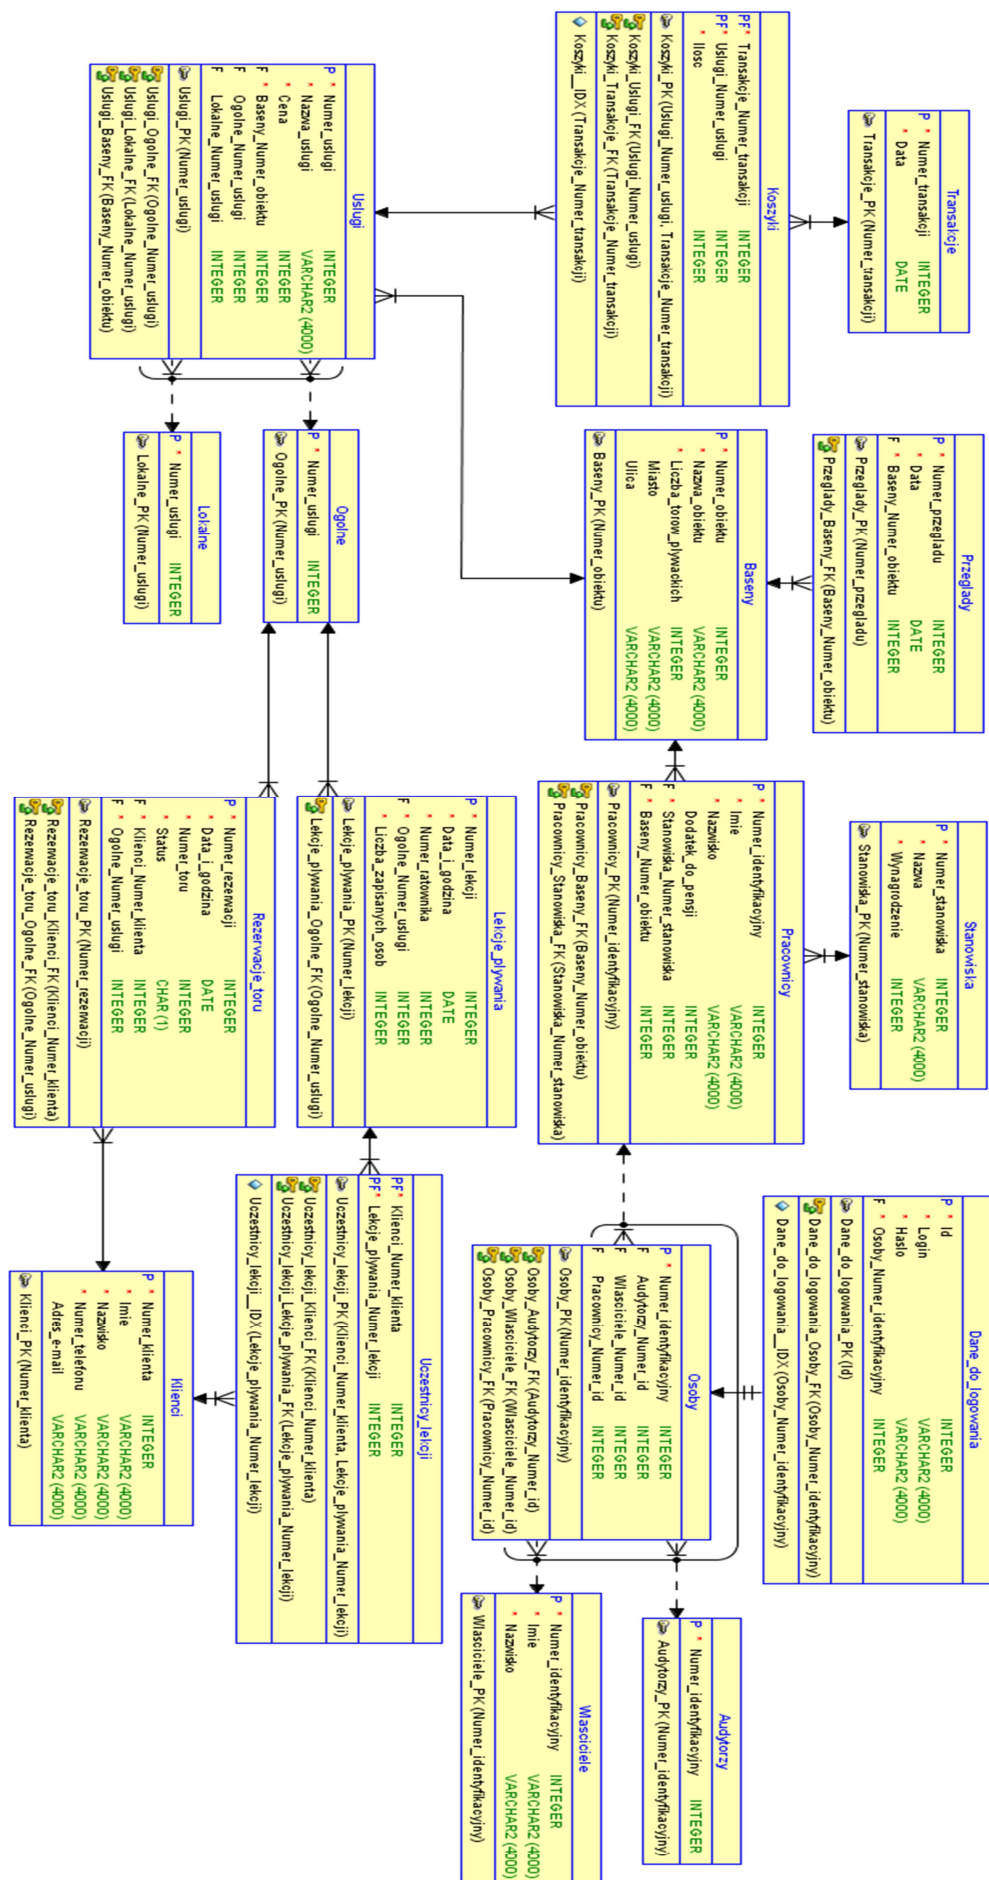 Transakcje
P * Numer_transakcji INTEGER
* Data DATE
Transakcje_PK (Numer_transakcji)
Koszyki
PF* Transakcje_Numer_transakcji INTEGER
PF* Uslugi_Numer_uslugi INTEGER
* Ilosc INTEGER
Koszyki_PK (Uslugi_Numer_uslugi, Transakcje_Numer_transakcji)
Koszyki_Uslugi_FK (Uslugi_Numer_uslugi)
Koszyki_Transakcje_FK (Transakcje_Numer_transakcji)
Koszyki__IDX (Transakcje_Numer_transakcji)
Uslugi
P * Numer_uslugi INTEGER
* Nazwa_uslugi VARCHAR2 (4000)
* Cena INTEGER
F * Baseny_Numer_obiektu INTEGER
F Ogolne_Numer_uslugi INTEGER
F Lokalne_Numer_uslugi INTEGER
Uslugi_PK (Numer_uslugi)
Uslugi_Ogolne_FK (Ogolne_Numer_uslugi)
Uslugi_Lokalne_FK (Lokalne_Numer_uslugi)
Uslugi_Baseny_FK (Baseny_Numer_obiektu)
Przeglady
P * Numer_przegladu INTEGER
* Data DATE
F * Baseny_Numer_obiektu INTEGER
Przeglady_PK (Numer_przegladu)
Przeglady_Baseny_FK (Baseny_Numer_obiektu)
Baseny
P * Numer_obiektu INTEGER
* Nazwa_obiektu VARCHAR2 (4000)
* Liczba_torow_plywackich INTEGER
Miasto VARCHAR2 (4000)
Ulica VARCHAR2 (4000)
Baseny_PK (Numer_obiektu)
Ogolne
P * Numer_uslugi INTEGER
Ogolne_PK (Numer_uslugi)
Lokalne
P * Numer_uslugi INTEGER
Lokalne_PK (Numer_uslugi)
Stanowiska
P * Numer_stanowiska INTEGER
* Nazwa VARCHAR2 (4000)
* Wynagrodzenie INTEGER
Stanowiska_PK (Numer_stanowiska)
Pracownicy
P * Numer_identyfikacyjny INTEGER
* Imie VARCHAR2 (4000)
* Nazwisko VARCHAR2 (4000)
Dodatek_do_pensji INTEGER
F * Stanowiska_Numer_stanowiska INTEGER
F * Baseny_Numer_obiektu INTEGER
Pracownicy_PK (Numer_identyfikacyjny)
Pracownicy_Baseny_FK (Baseny_Numer_obiektu)
Pracownicy_Stanowiska_FK (Stanowiska_Numer_stanowiska)
Lekcje_plywania
P * Numer_lekcji INTEGER
* Data_i_godzina DATE
* Numer_ratownika INTEGER
F * Ogolne_Numer_uslugi INTEGER
* Liczba_zapisanych_osob INTEGER
Lekcje_plywania_PK (Numer_lekcji)
Lekcje_plywania_Ogolne_FK (Ogolne_Numer_uslugi)
Rezerwacje_toru
P * Numer_rezerwacji INTEGER
* Data_i_godzina DATE
* Numer_toru INTEGER
* Status CHAR (1)
F * Klienci_Numer_klienta INTEGER
F * Ogolne_Numer_uslugi INTEGER
Rezerwacje_toru_PK (Numer_rezerwacji)
Rezerwacje_toru_Klienci_FK (Klienci_Numer_klienta)
Rezerwacje_toru_Ogolne_FK (Ogolne_Numer_uslugi)
Dane_do_logowania
P * Id INTEGER
* Login VARCHAR2 (4000)
* Haslo VARCHAR2 (4000)
F * Osoby_Numer_identyfikacyjny INTEGER
Dane_do_logowania_PK (Id)
Dane_do_logowania_Osoby_FK (Osoby_Numer_identyfikacyjny)
Dane_do_logowania__IDX (Osoby_Numer_identyfikacyjny)
Osoby
P * Numer_identyfikacyjny INTEGER
F Audytorzy_Numer_id INTEGER
F Wlasciciele_Numer_id INTEGER
F Pracownicy_Numer_id INTEGER
Osoby_PK (Numer_identyfikacyjny)
Osoby_Audytorzy_FK (Audytorzy_Numer_id)
Osoby_Wlasciciele_FK (Wlasciciele_Numer_id)
Osoby_Pracownicy_FK (Pracownicy_Numer_id)
Uczestnicy_lekcji
PF* Klienci_Numer_klienta INTEGER
PF* Lekcje_plywania_Numer_lekcji INTEGER
Uczestnicy_lekcji_PK (Klienci_Numer_klienta, Lekcje_plywania_Numer_lekcji)
Uczestnicy_lekcji_Klienci_FK (Klienci_Numer_klienta)
Uczestnicy_lekcji_Lekcje_plywania_FK (Lekcje_plywania_Numer_lekcji)
Uczestnicy_lekcji__IDX (Lekcje_plywania_Numer_lekcji)
Klienci
P * Numer_klienta INTEGER
* Imie VARCHAR2 (4000)
* Nazwisko VARCHAR2 (4000)
* Numer_telefonu VARCHAR2 (4000)
Adres_e-mail VARCHAR2 (4000)
Klienci_PK (Numer_klienta)
Audytorzy
P * Numer_identyfikacyjny INTEGER
Audytorzy_PK (Numer_identyfikacyjny)
Wlasciciele
P * Numer_identyfikacyjny INTEGER
* Imie VARCHAR2 (4000)
* Nazwisko VARCHAR2 (4000)
Wlasciciele_PK (Numer_identyfikacyjny)